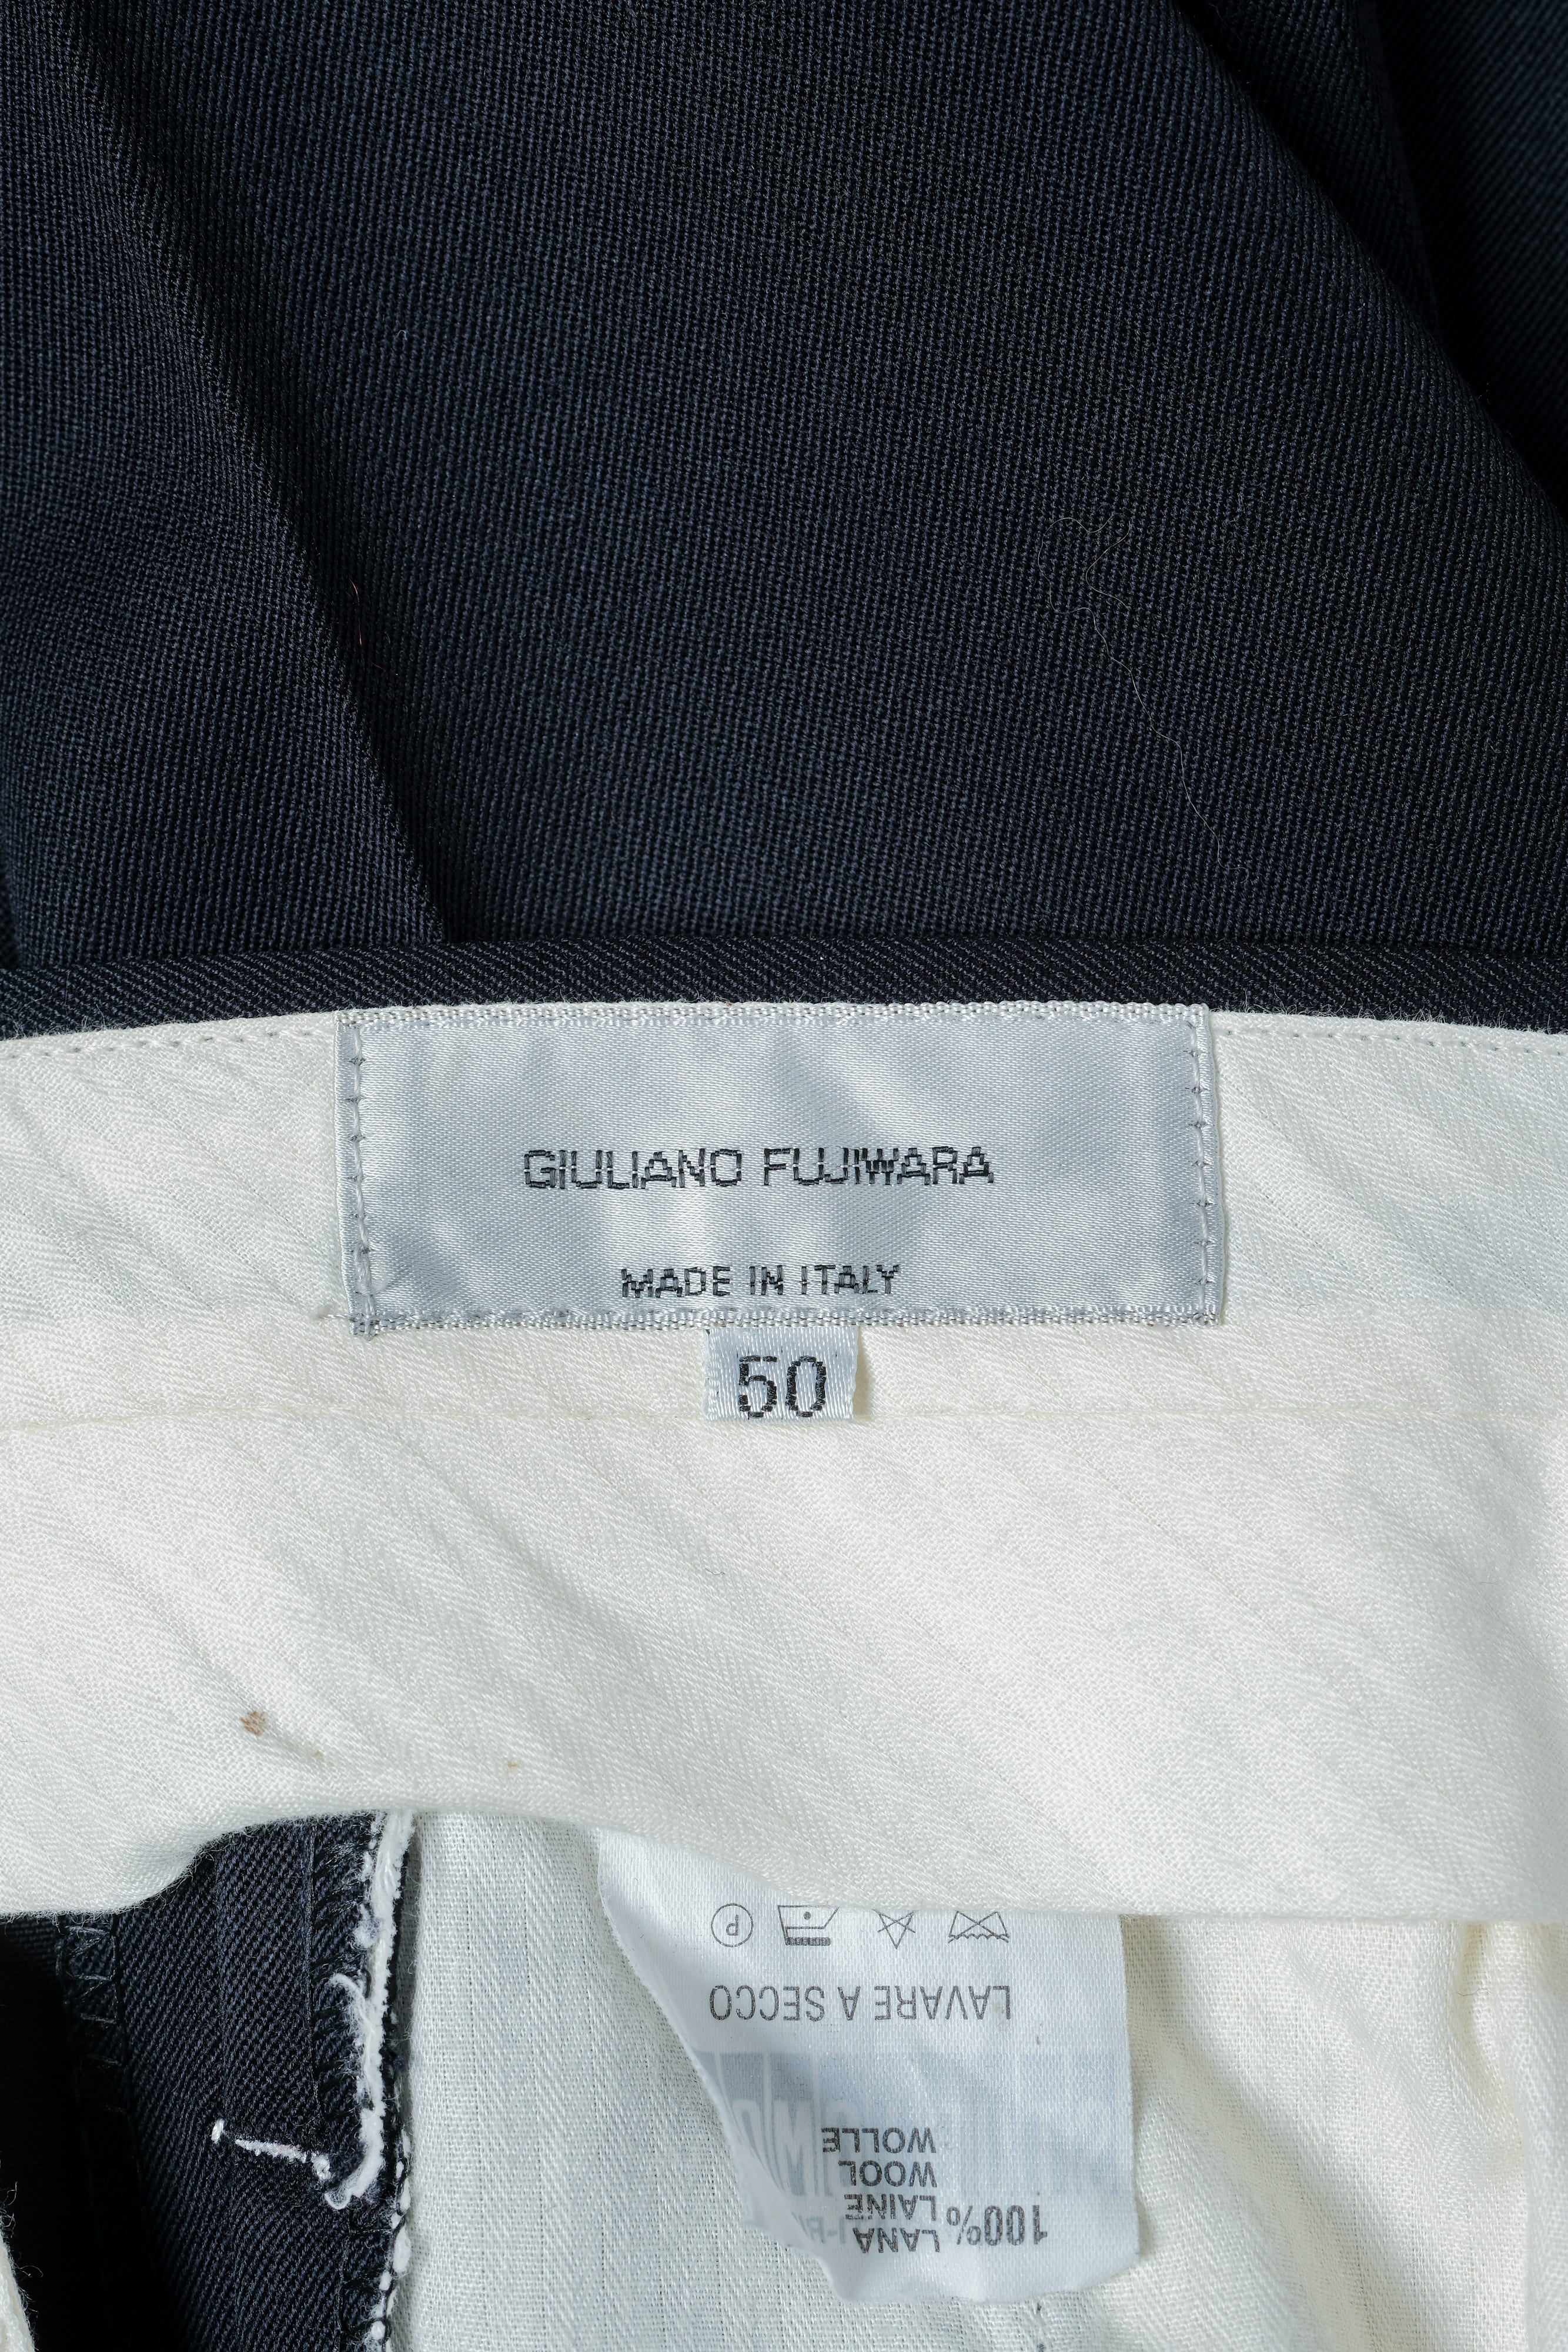 GIULIANO FUJIWARA
MADE IN ITALY
50
100% LANA
LAINE
WOOL
WOLLE
LAVARE A SECCO
P